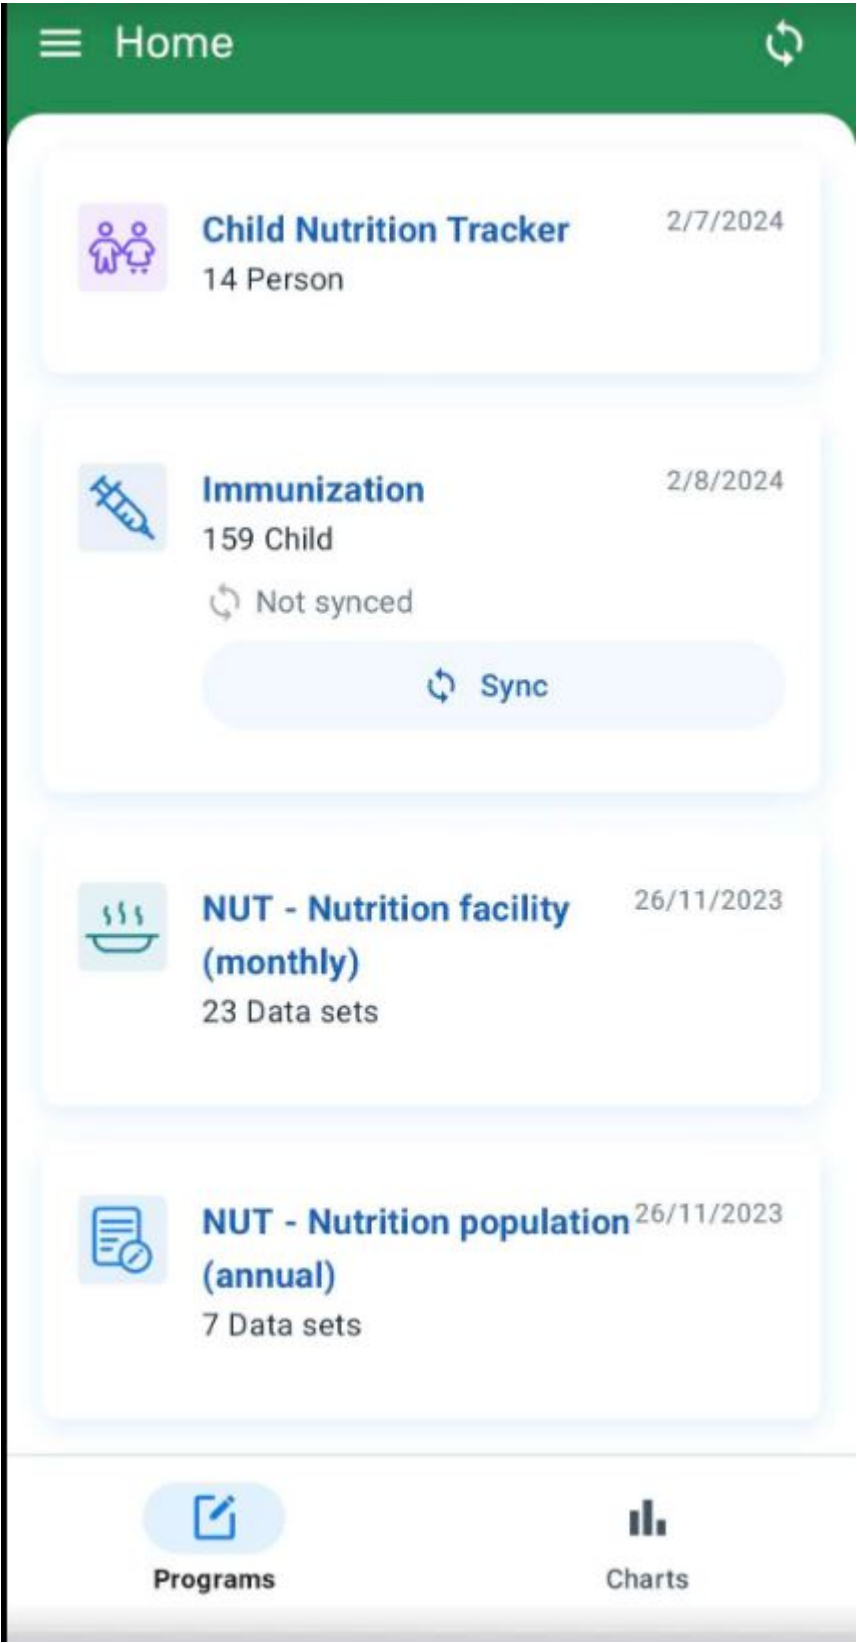 Home
Child Nutrition Tracker
2/7/2024
14 Person
Immunization
2/8/2024
159 Child
Not synced
Sync
NUT - Nutrition facility
26/11/2023
(monthly)
23 Data sets
NUT - Nutrition population
26/11/2023
(annual)
7 Data sets
Programs
Charts